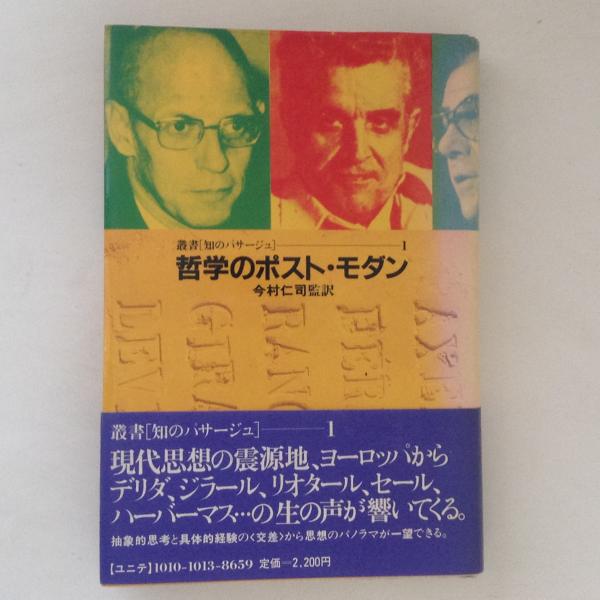 叢書[知のパサージュ]――1
哲学のポスト・モダン
今村仁司監訳
LEV
GIRA
RANC
FER
AXE
叢書[知のパサージュ]――1
現代思想の震源地、ヨーロッパから
デリダ、ジラール、リオタール、セール、
ハーバーマス…の生の声が響いてくる。
抽象的思考と具体的経験の<交差>から思想のパノラマが一望できる。
【ユニテ】1010-1013-8659 定価=2,200円